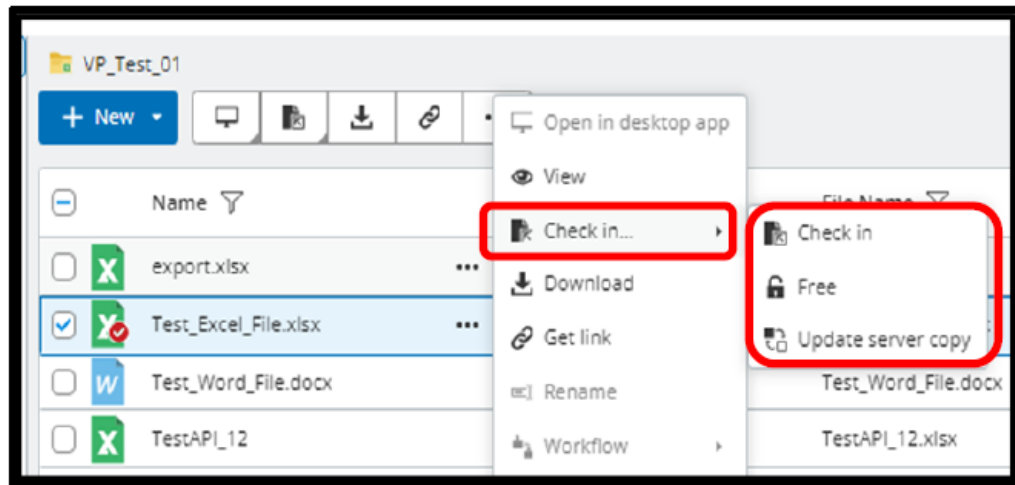 VP_Test_01
+ New
Open in desktop app
View
Name
File Name
Check in...
Check in
export.xlsx
Download
Free
Test_Excel_File.xlsx
Get link
Update server copy
Test_Word_File.docx
Rename
Test_Word_File.docx
TestAPI_12
Workflow
TestAPI_12.xlsx